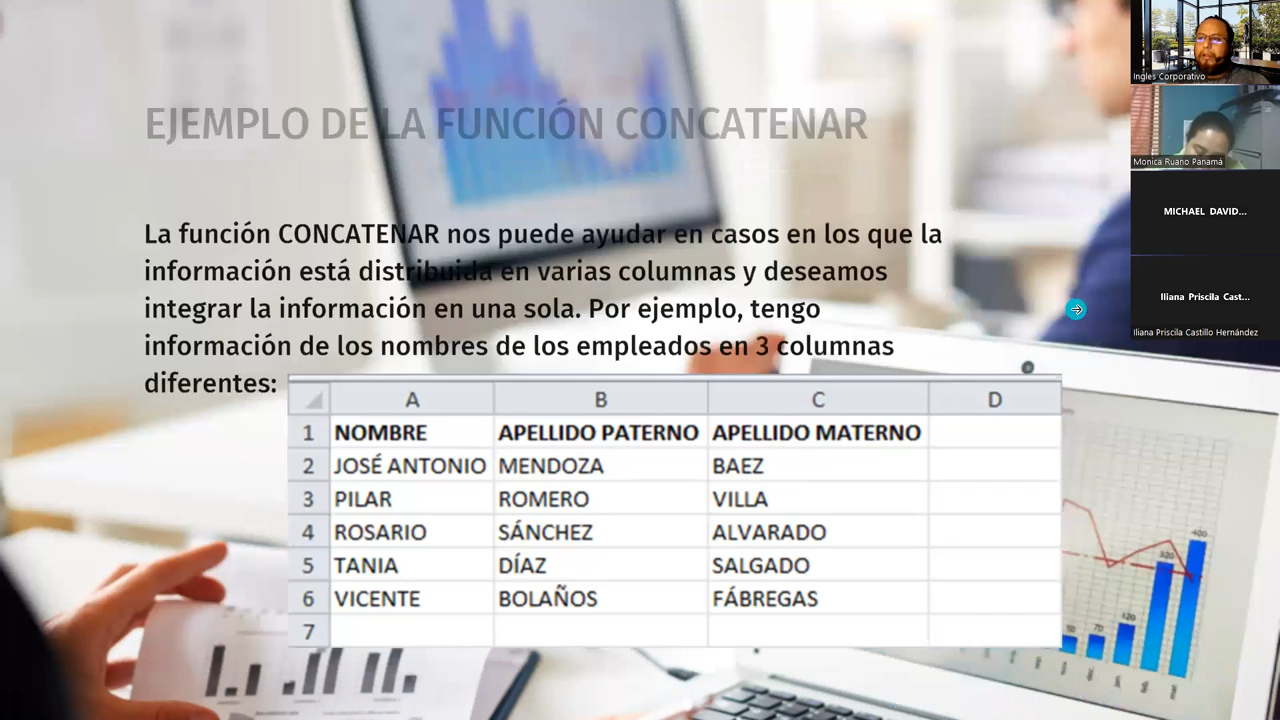 EJEMPLO DE LA FUNCIÓN CONCATENAR
La función CONCATENAR nos puede ayudar en casos en los que la
información está distribuida en varias columnas y deseamos
integrar la información en una sola. Por ejemplo, tengo
información de los nombres de los empleados en 3 columnas
diferentes:
A B C D
1 NOMBRE APELLIDO PATERNO APELLIDO MATERNO
2 JOSÉ ANTONIO MENDOZA BAEZ
3 PILAR ROMERO VILLA
4 ROSARIO SÁNCHEZ ALVARADO
5 TANIA DÍAZ SALGADO
6 VICENTE BOLAÑOS FÁBREGAS
7
Ingles Corporativo
Monica Ruano Panamá
MICHAEL DAVID...
Iliana Priscila Cast...
Iliana Priscila Castillo Hernández
320
400
70
120